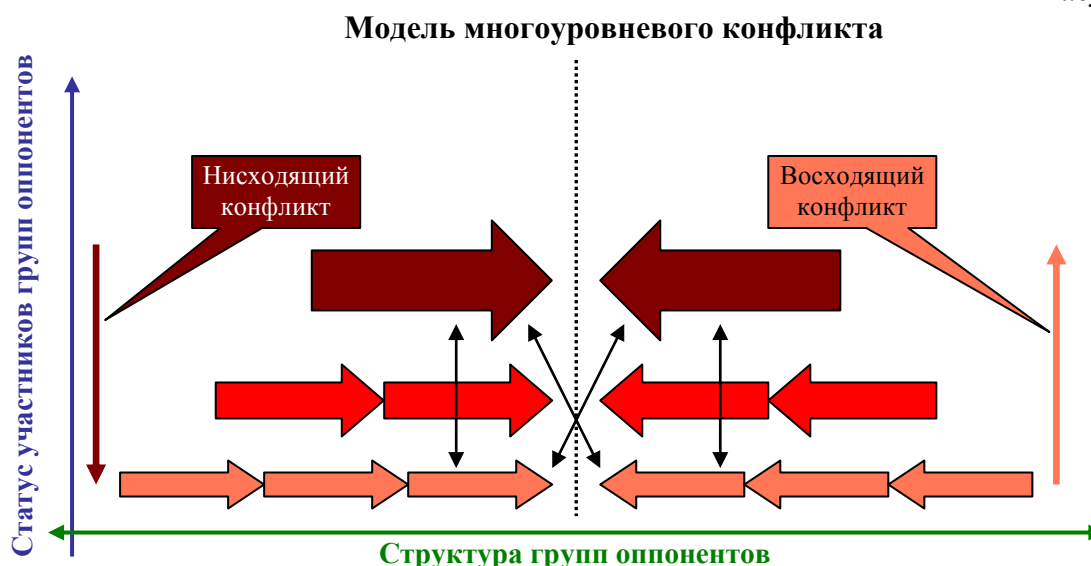 Модель многоуровневого конфликта
Статус участников групп оппонентов
Нисходящий
конфликт
Восходящий
конфликт
Структура групп оппонентов